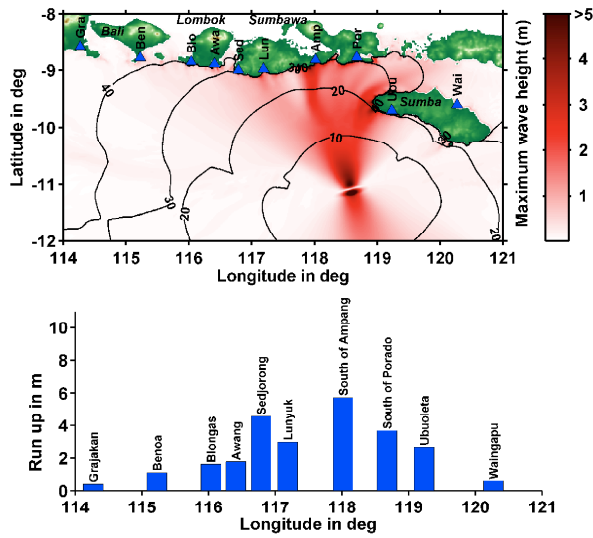 -8
-9
-10
-11
-12
Latitude in deg
Gra
Bali
Ben
Lombok
Blo
Awa
Sed
Lun
Sumbawa
Amp
Por
Ubu
Sumba
Wai
40
30
20
30
20
10
20
114
115
116
117
118
119
120
121
Longitude in deg
>5
4
3
2
1
Maximum wave height (m)
10
8
6
4
2
0
Run up in m
Grajakan
Benoa
Blongas
Awang
Sedjorong
Lunyuk
South of Ampang
South of Porado
Ubuoleta
Waingapu
114
115
116
117
118
119
120
121
Longitude in deg